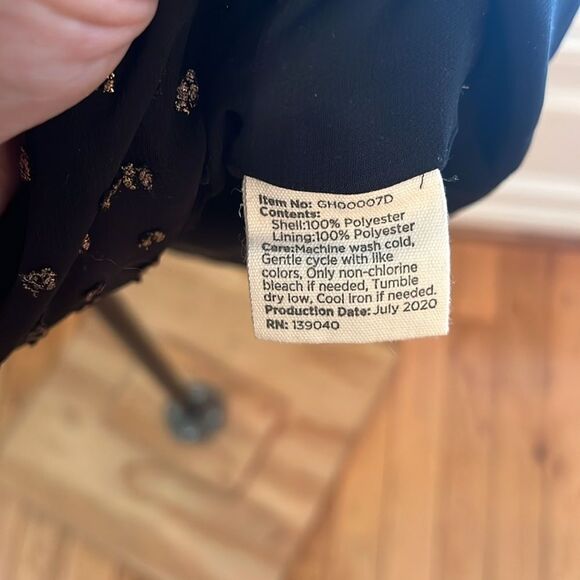 Item No: GH00007D
Contents:
Shell:100% Polyester
Lining:100% Polyester
Care:Machine wash cold,
Gentle cycle with like
colors, Only non-chlorine
bleach if needed, Tumble
dry low, Cool Iron if needed.
Production Date: July 2020
RN: 139040